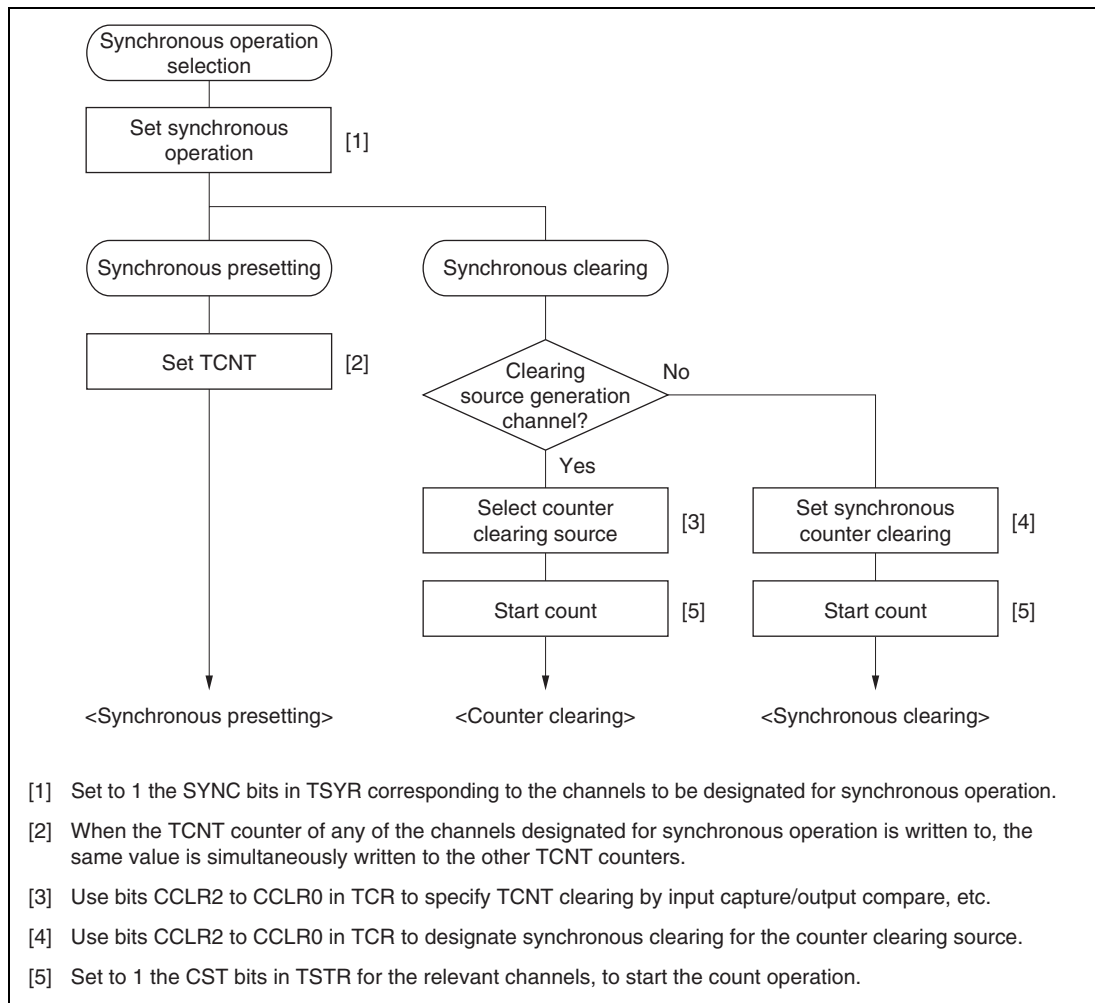 Synchronous operation
selection
Set synchronous
operation
[1]
Synchronous presetting
Synchronous clearing
Set TCNT
[2]
Clearing
source generation
channel?
No
Yes
Select counter
clearing source
[3]
Set synchronous
counter clearing
[4]
Start count
[5]
Start count
[5]
<Synchronous presetting>
<Counter clearing>
<Synchronous clearing>
[1] Set to 1 the SYNC bits in TSYR corresponding to the channels to be designated for synchronous operation.
[2] When the TCNT counter of any of the channels designated for synchronous operation is written to, the
same value is simultaneously written to the other TCNT counters.
[3] Use bits CCLR2 to CCLR0 in TCR to specify TCNT clearing by input capture/output compare, etc.
[4] Use bits CCLR2 to CCLR0 in TCR to designate synchronous clearing for the counter clearing source.
[5] Set to 1 the CST bits in TSTR for the relevant channels, to start the count operation.